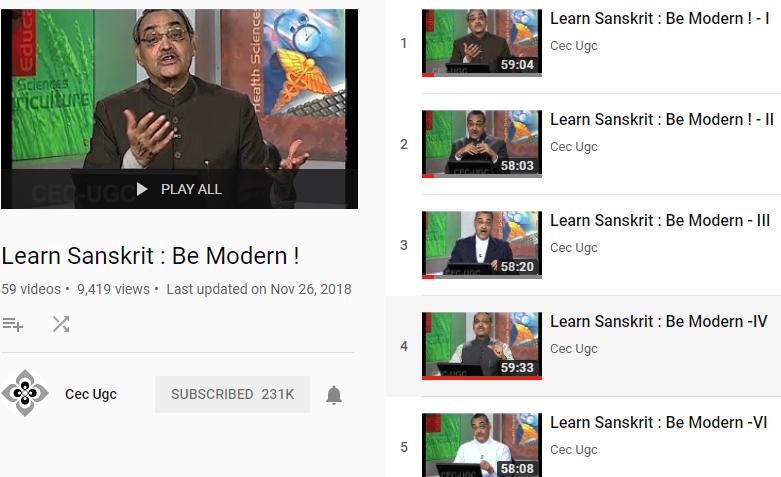 Educa
Sciences
griculture
Health Science
CEC-UGC
PLAY ALL
Learn Sanskrit : Be Modern !
59 videos • 9,419 views • Last updated on Nov 26, 2018
Cec Ugc
SUBSCRIBED 231K
1
59:04
Learn Sanskrit : Be Modern ! - I
Cec Ugc
2
58:03
Learn Sanskrit : Be Modern ! - II
Cec Ugc
3
58:20
Learn Sanskrit : Be Modern - III
Cec Ugc
4
59:33
Learn Sanskrit : Be Modern -IV
Cec Ugc
5
58:08
Learn Sanskrit : Be Modern -VI
Cec Ugc